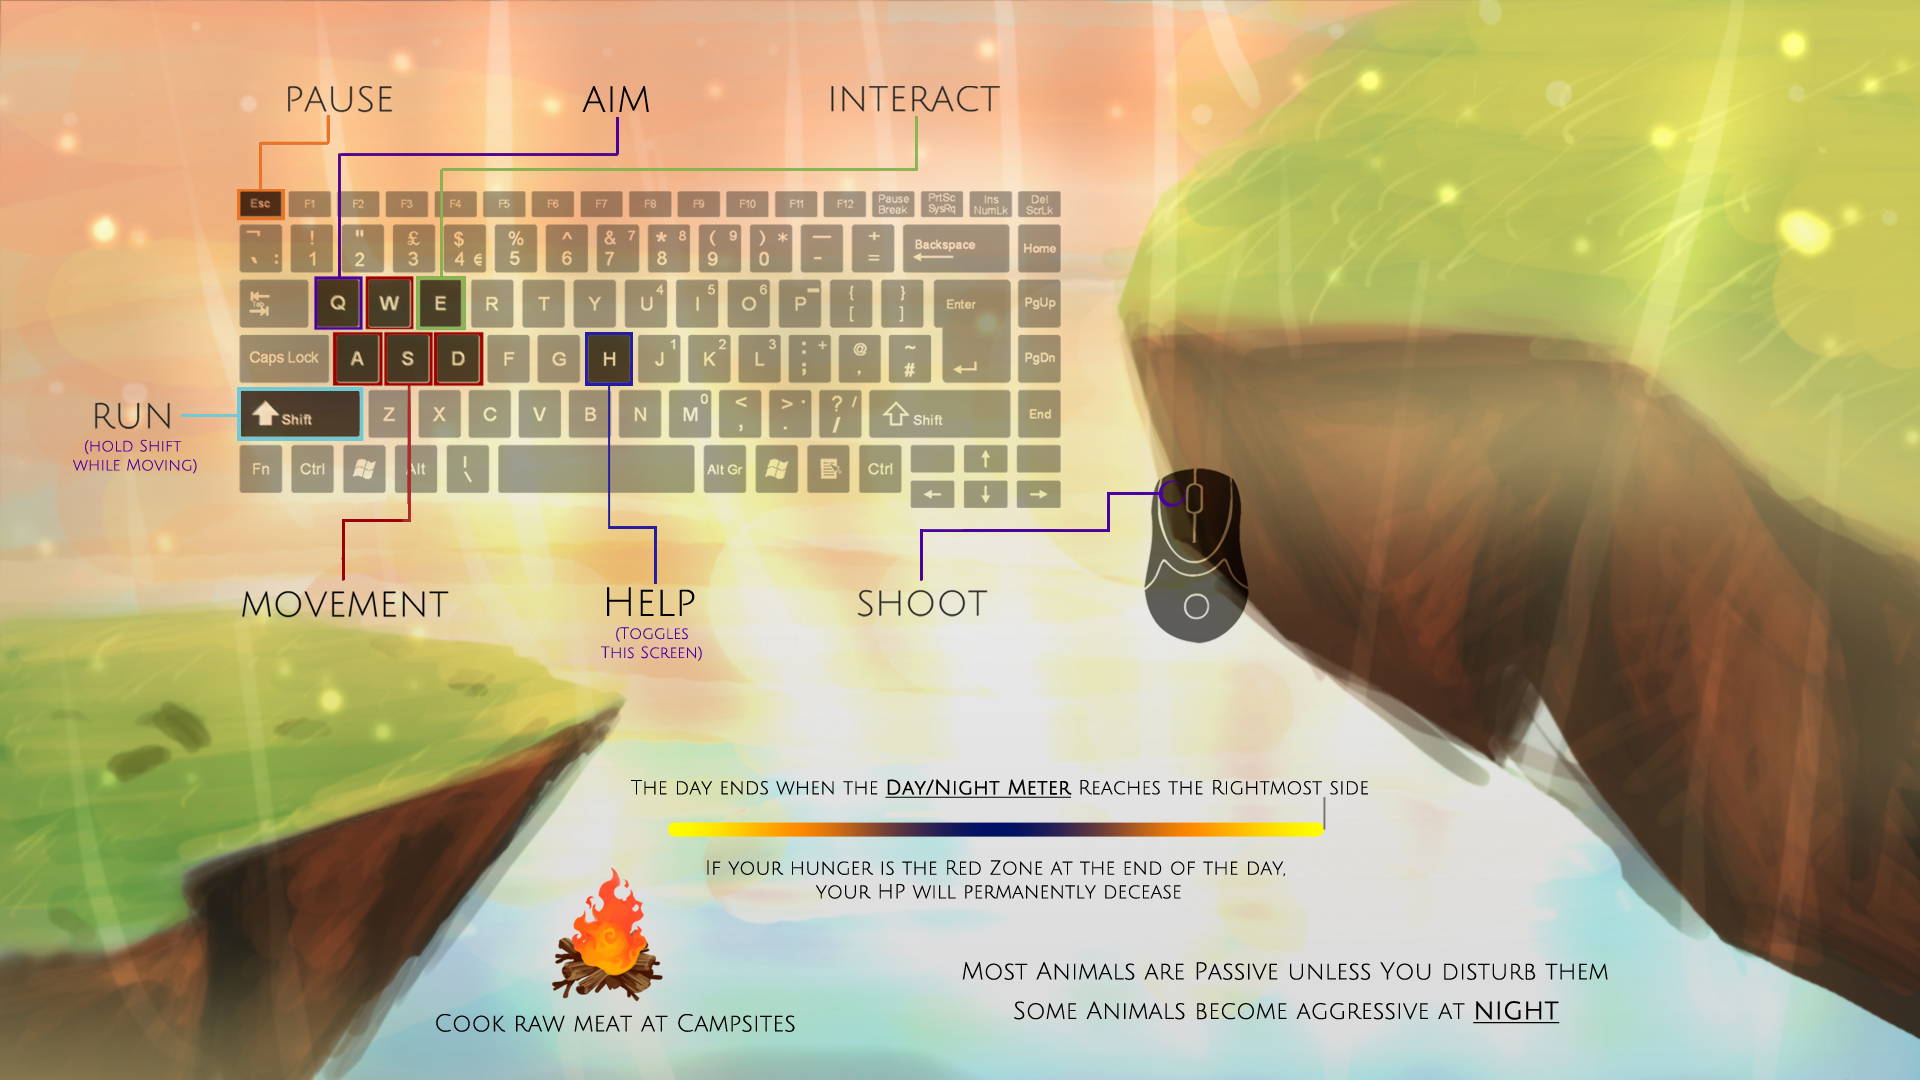 PAUSE AIM INTERACT
Esc F1 F2 F3 F4 F5 F6 F7 F8 F9 F10 F11 F12 Pause Break PrtSc SysRq Ins NumLk Del ScrLk
¬ ` ¦ ! 1 " 2 £ 3 $ 4 € % 5 ^ 6 & 7 7 * 8 8 ( 9 9 ) 0 * — - + = Backspace Home
Tab Q W E R T Y U 4 I 5 O 6 P - { [ } ] Enter PgUp
Caps Lock A S D F G H J 1 K 2 L 3 : ; + @ ' ~ # PgDn
RUN Shift Z X C V B N M 0 < , > . ? / / Shift End
(HOLD SHIFT
WHILE MOVING)
Fn Ctrl Alt | \ Alt Gr Ctrl ↑
← ↓ →
MOVEMENT HELP SHOOT
(TOGGLES
THIS SCREEN)
THE DAY ENDS WHEN THE DAY/NIGHT METER REACHES THE RIGHTMOST SIDE
IF YOUR HUNGER IS THE RED ZONE AT THE END OF THE DAY,
YOUR HP WILL PERMANENTLY DECEASE
MOST ANIMALS ARE PASSIVE UNLESS YOU DISTURB THEM
SOME ANIMALS BECOME AGGRESSIVE AT NIGHT
COOK RAW MEAT AT CAMPSITES